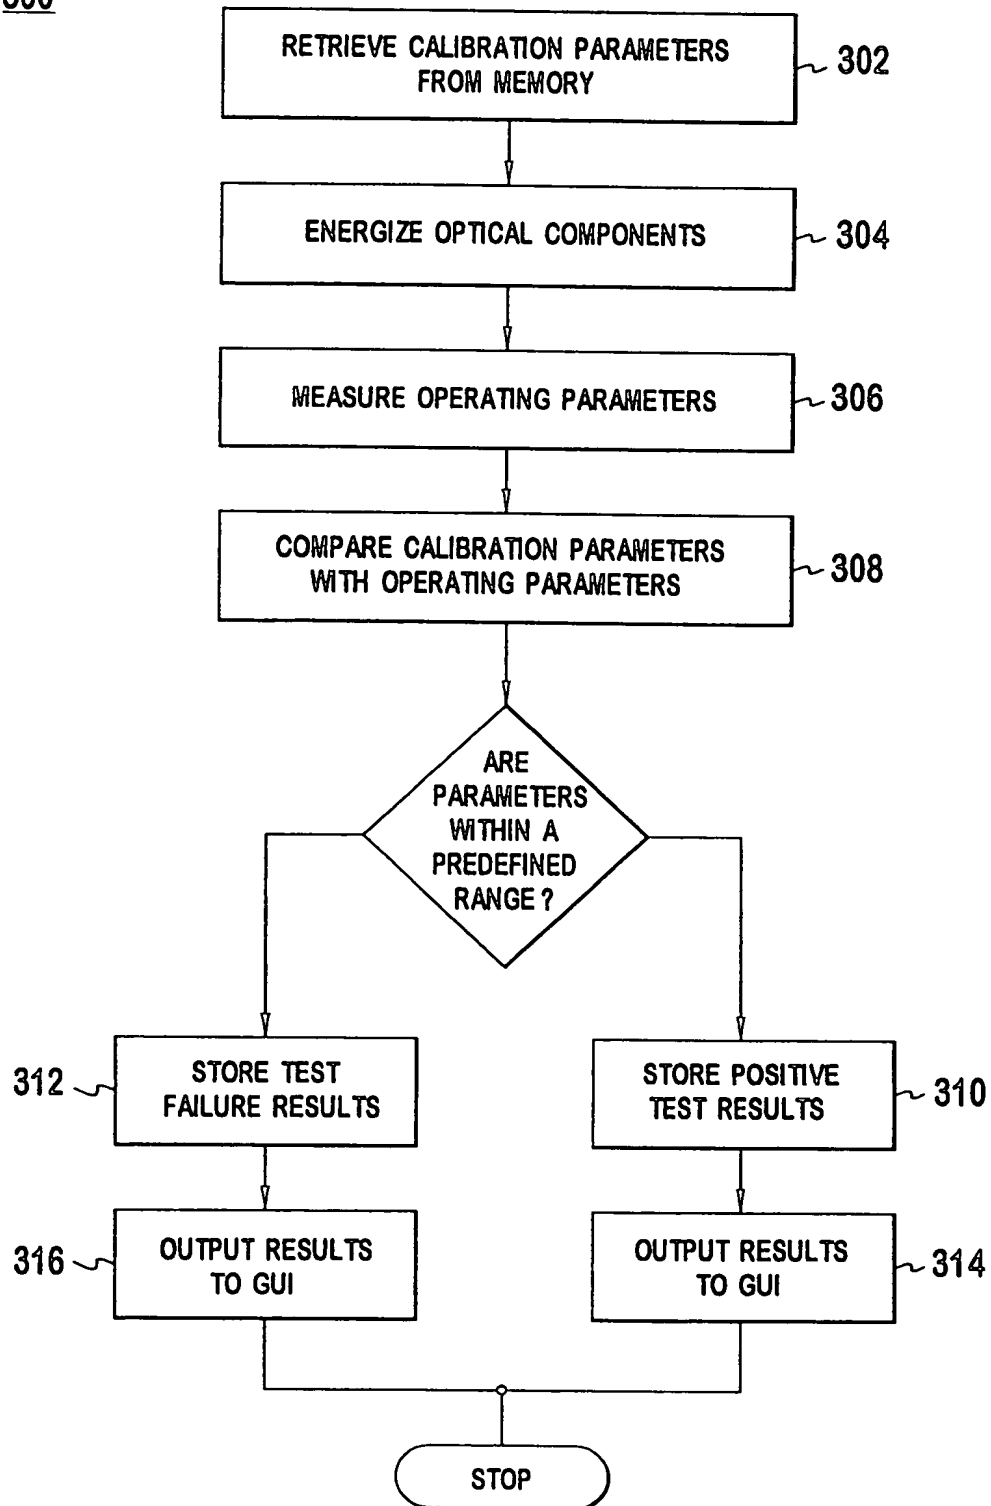 RETRIEVE CALIBRATION PARAMETERS
FROM MEMORY
302
ENERGIZE OPTICAL COMPONENTS
304
MEASURE OPERATING PARAMETERS
306
COMPARE CALIBRATION PARAMETERS
WITH OPERATING PARAMETERS
308
ARE
PARAMETERS
WITHIN A
PREDEFINED
RANGE?
312
STORE TEST
FAILURE RESULTS
STORE POSITIVE
TEST RESULTS
310
316
OUTPUT RESULTS
TO GUI
OUTPUT RESULTS
TO GUI
314
STOP